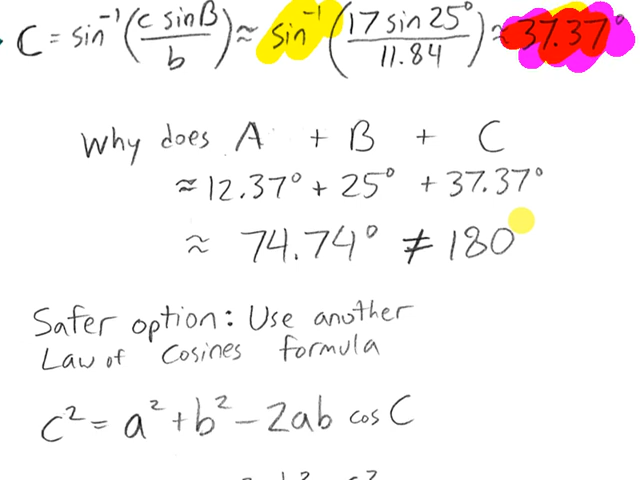 C = sin⁻¹(c sinB / b) ≈ sin⁻¹(17 sin 25° / 11.84) ≈ 37.37°
Why does A + B + C
≈ 12.37° + 25° + 37.37°
≈ 74.74° ≠ 180
Safer option: Use another
Law of Cosines formula
c² = a² + b² - 2ab cos C